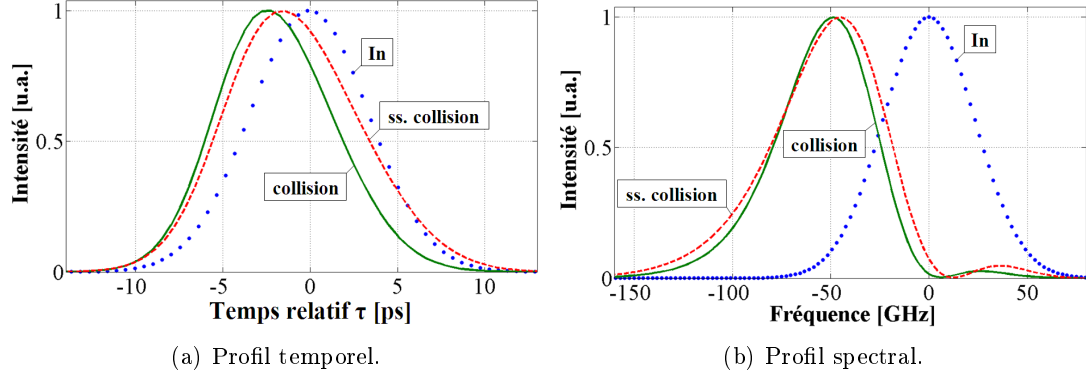 Intensité [u.a.]
1
0.5
0
In
ss. collision
collision
-10
-5
0
5
10
Temps relatif τ [ps]
(a) Profil temporel.
Intensité [u.a.]
1
0.5
0
In
collision
ss. collision
-150
-100
-50
0
50
Fréquence [GHz]
(b) Profil spectral.